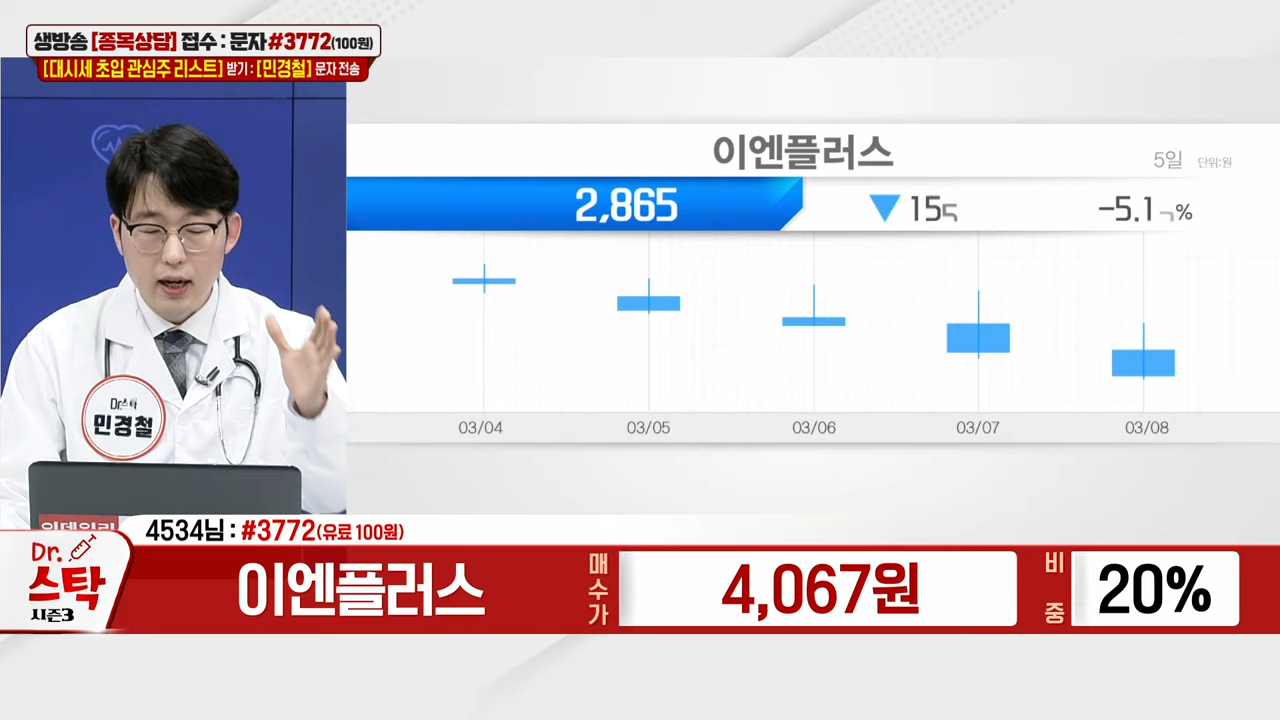 생방송 [종목상담] 접수 : 문자#3772(100원)
[대시세 초입 관심주 리스트] 받기 : [민경철] 문자 전송
이엔플러스
5일 단위:원
2,865 ▼ 155 -5.1 %
03/04 03/05 03/06 03/07 03/08
Dr.스탁
민경철
이데일리
4534님 : #3772(유료 100원)
Dr.
스탁
시즌3
이엔플러스 매수가 4,067원 비중 20%